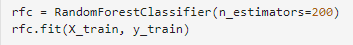 rfc = RandomForestClassifier(n_estimators=200)
rfc.fit(X_train, y_train)